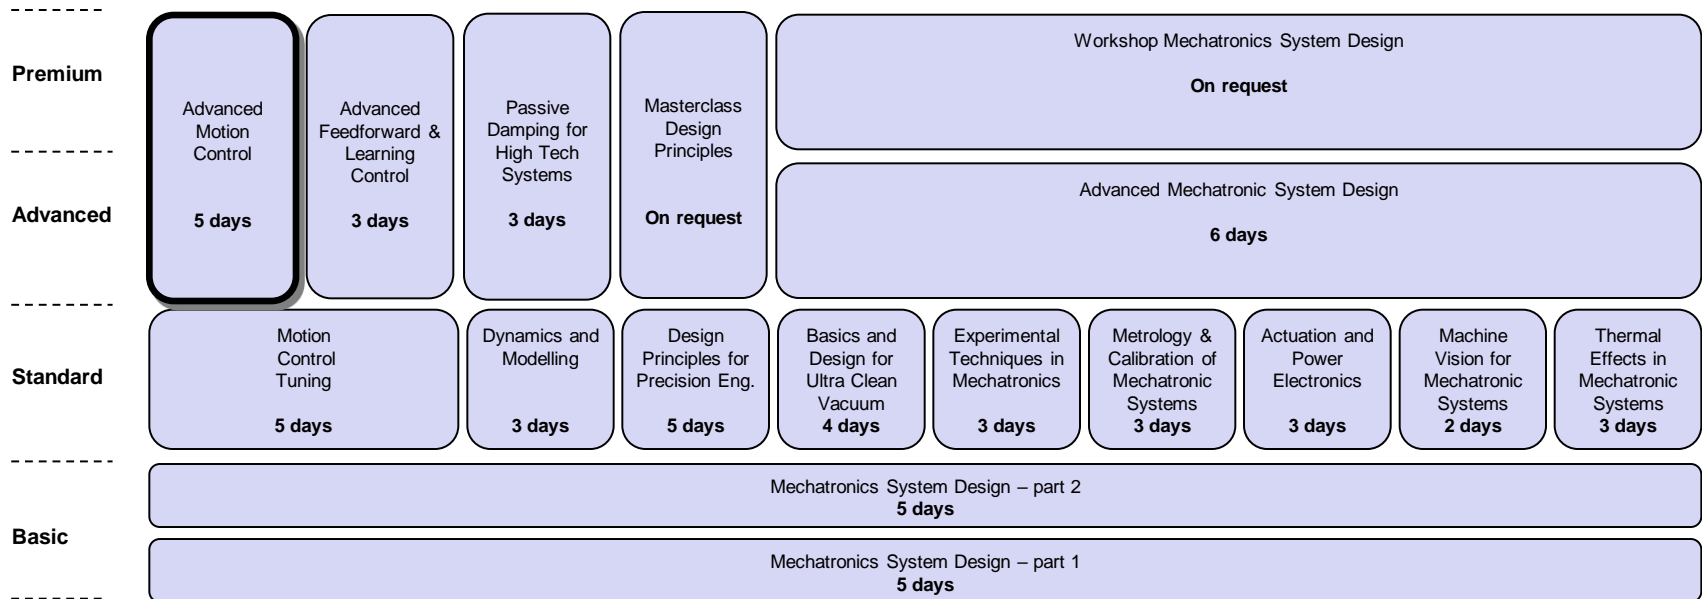 Premium
Advanced
Motion
Control
5 days
Advanced
Feedforward &
Learning
Control
3 days
Passive
Damping for
High Tech
Systems
3 days
Masterclass
Design
Principles
On request
Workshop Mechatronics System Design
On request
Advanced
Advanced Mechatronic System Design
6 days
Standard
Motion
Control
Tuning
5 days
Dynamics and
Modelling
3 days
Design
Principles for
Precision Eng.
5 days
Basics and
Design for
Ultra Clean
Vacuum
4 days
Experimental
Techniques in
Mechatronics
3 days
Metrology &
Calibration of
Mechatronic
Systems
3 days
Actuation and
Power
Electronics
3 days
Machine
Vision for
Mechatronic
Systems
2 days
Thermal
Effects in
Mechatronic
Systems
3 days
Basic
Mechatronics System Design – part 2
5 days
Mechatronics System Design – part 1
5 days